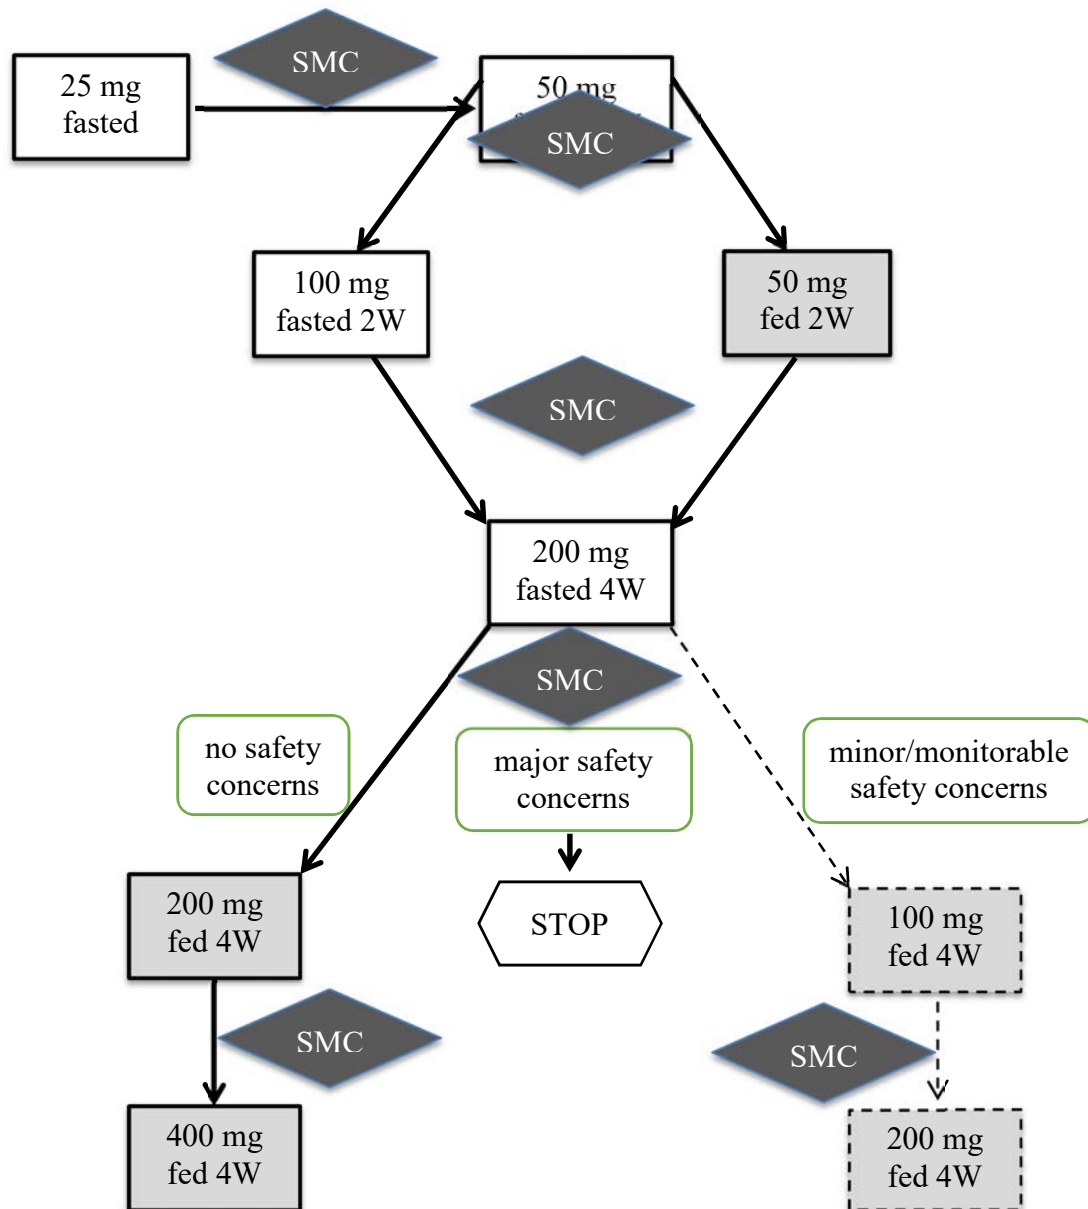 SMC
25 mg
fasted
50 mg
SMC
100 mg
fasted 2W
50 mg
fed 2W
SMC
200 mg
fasted 4W
SMC
no safety
concerns
major safety
concerns
minor/monitorable
safety concerns
200 mg
fed 4W
STOP
100 mg
fed 4W
SMC
SMC
400 mg
fed 4W
200 mg
fed 4W